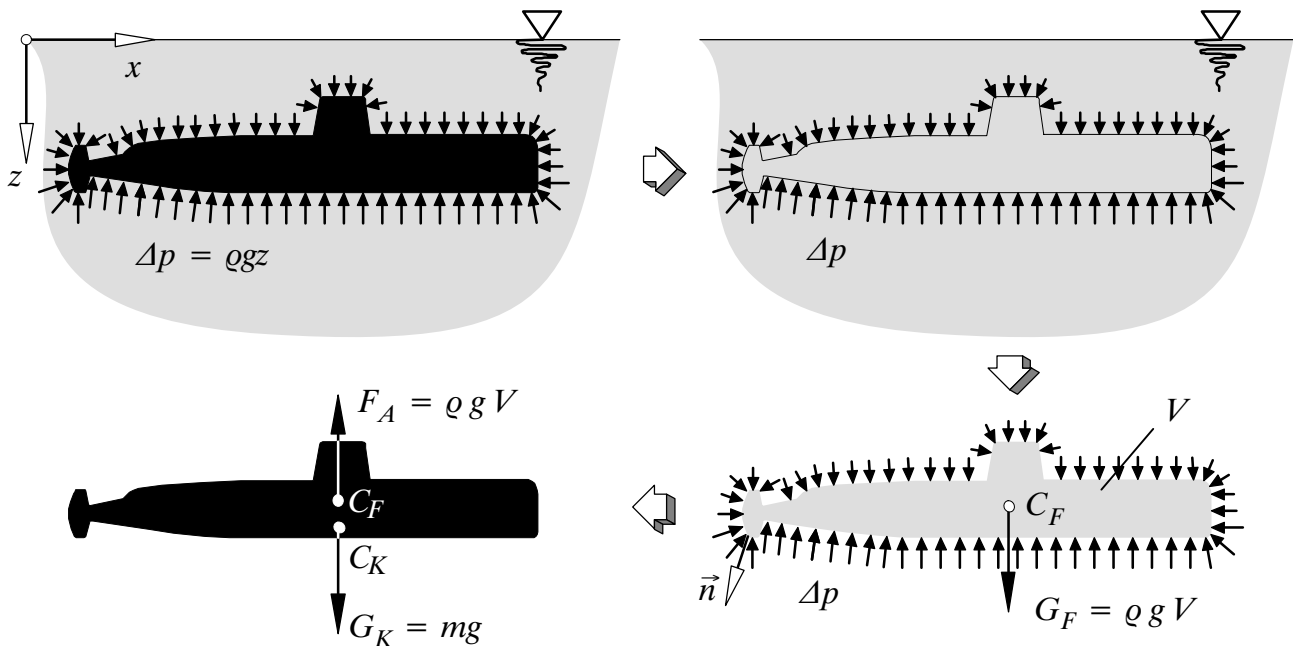 x
z
Δp = ϱgz
Δp
F_A = ϱ g V
C_F
C_K
G_K = mg
V
C_F
n⃗
Δp
G_F = ϱ g V